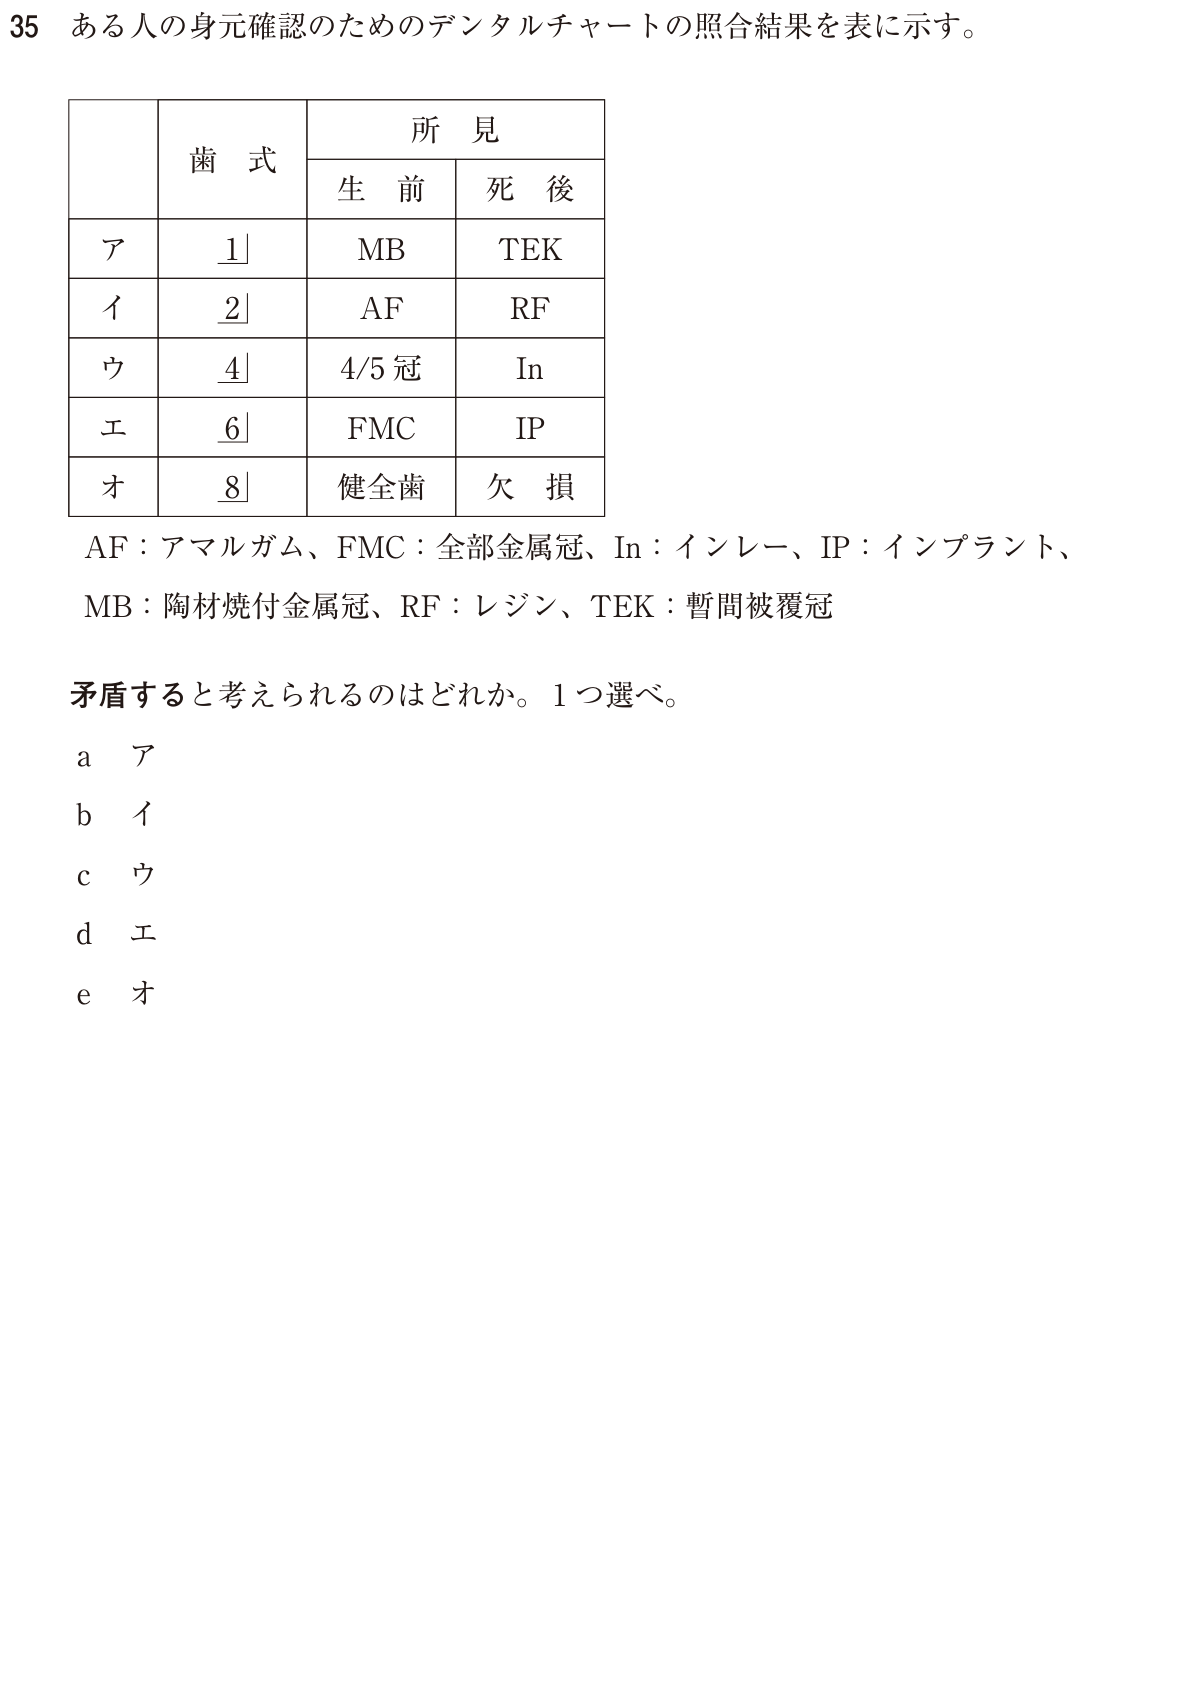 35 ある人の身元確認のためのデンタルチャートの照合結果を表に示す。
歯 式 所 見
生 前 死 後
ア 1 MB TEK
イ 2 AF RF
ウ 4 4/5 冠 In
エ 6 FMC IP
オ 8 健全歯 欠 損
AF：アマルガム、FMC：全部金属冠、In：インレー、IP：インプラント、
MB：陶材焼付金属冠、RF：レジン、TEK：暫間被覆冠
矛盾すると考えられるのはどれか。1つ選べ。
a ア
b イ
c ウ
d エ
e オ